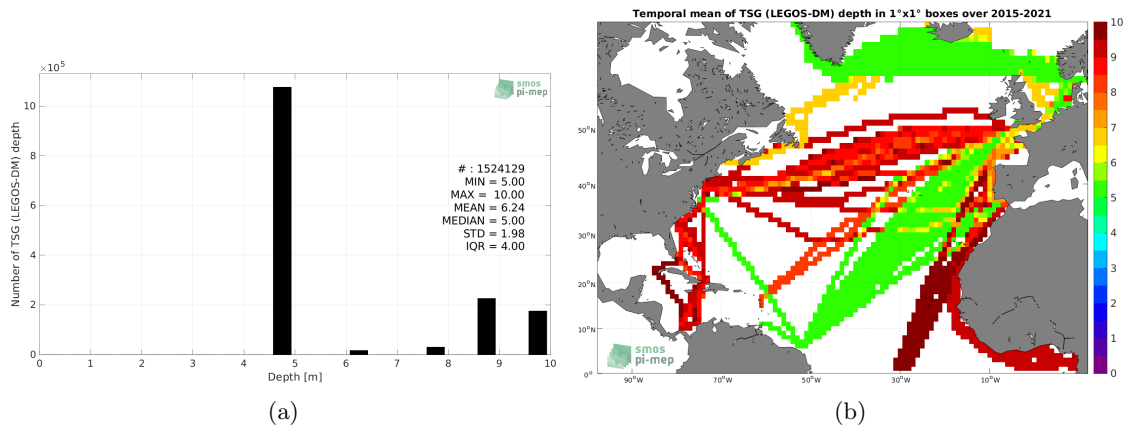 ×10⁵
10
8
6
4
2
0
Number of TSG (LEGOS-DM) depth
smos
pi-mep
# : 1524129
MIN = 5.00
MAX = 10.00
MEAN = 6.24
MEDIAN = 5.00
STD = 1.98
IQR = 4.00
0 1 2 3 4 5 6 7 8 9 10
Depth [m]
(a)
Temporal mean of TSG (LEGOS-DM) depth in 1°x1° boxes over 2015-2021
50°N
40°N
30°N
20°N
10°N
0°
90°W 70°W 50°W 30°W 10°W
smos
pi-mep
10
9
8
7
6
5
4
3
2
1
0
(b)